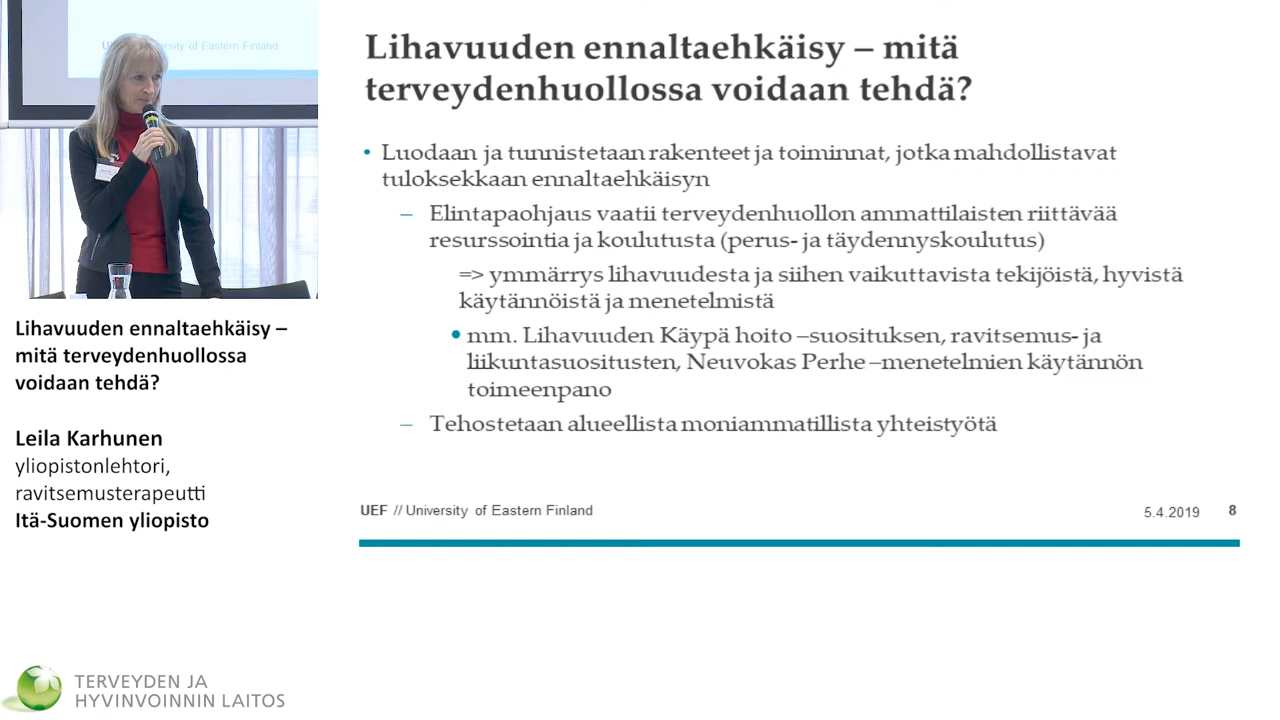 University of Eastern Finland
Lihavuuden ennaltaehkäisy –
mitä terveydenhuollossa
voidaan tehdä?
Leila Karhunen
yliopistonlehtori,
ravitsemusterapeutti
Itä-Suomen yliopisto
TERVEYDEN JA
HYVINVOINNIN LAITOS
Lihavuuden ennaltaehkäisy – mitä
terveydenhuollossa voidaan tehdä?
• Luodaan ja tunnistetaan rakenteet ja toiminnat, jotka mahdollistavat
tuloksekkaan ennaltaehkäisyn
– Elintapaohjaus vaatii terveydenhuollon ammattilaisten riittävää
resurssointia ja koulutusta (perus- ja täydennyskoulutus)
=> ymmärrys lihavuudesta ja siihen vaikuttavista tekijöistä, hyvistä
käytännöistä ja menetelmistä
• mm. Lihavuuden Käypä hoito –suosituksen, ravitsemus- ja
liikuntasuositusten, Neuvokas Perhe –menetelmien käytännön
toimeenpano
– Tehostetaan alueellista moniammatillista yhteistyötä
UEF // University of Eastern Finland
5.4.2019 8